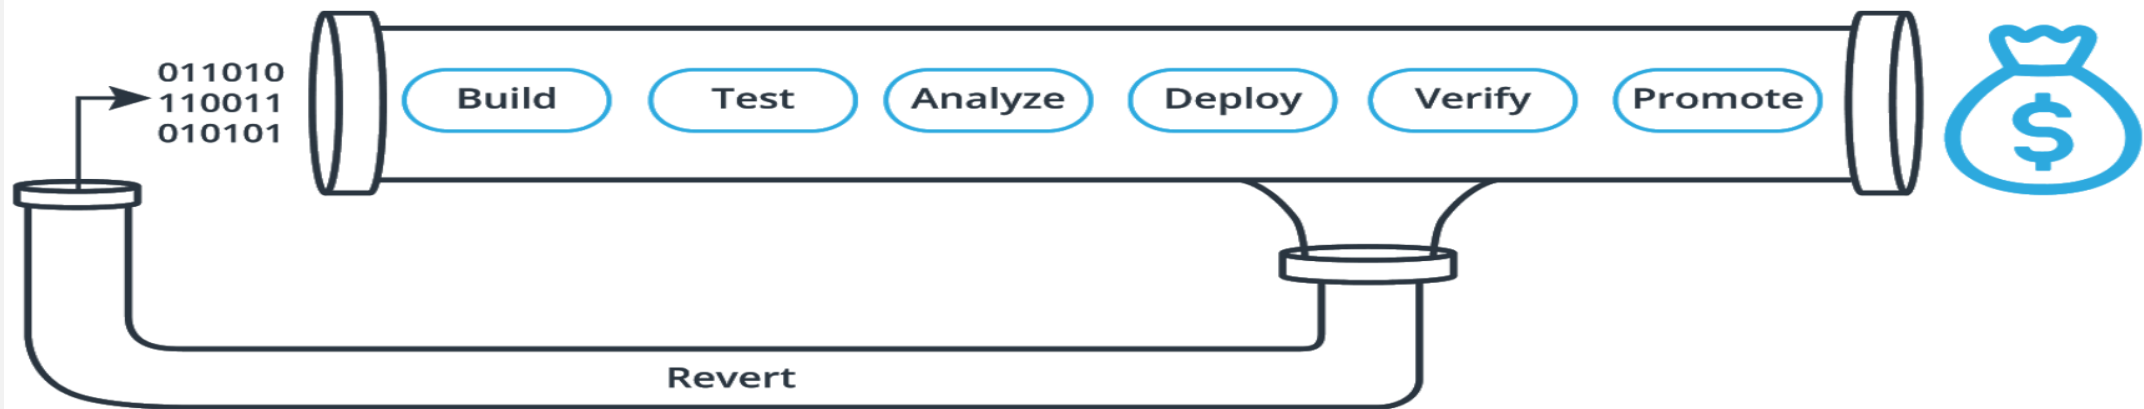 011010
110011
010101
Build
Test
Analyze
Deploy
Verify
Promote
$
Revert